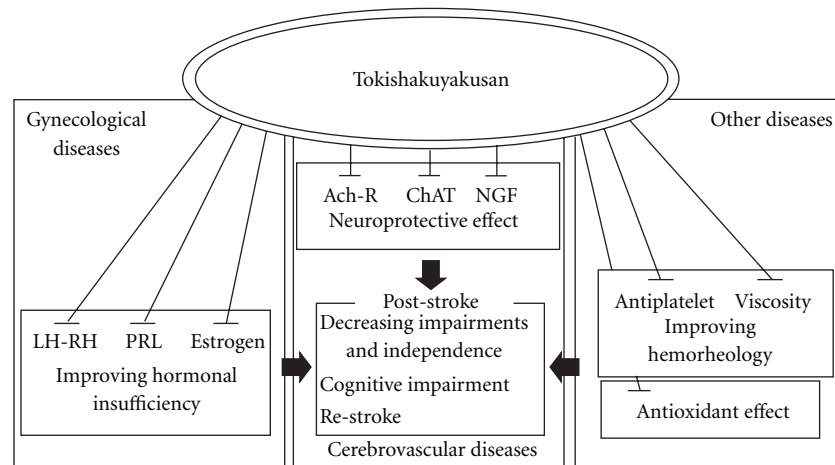 Tokishakuyakusan
Gynecological
diseases
Other diseases
Ach-R ChAT NGF
Neuroprotective effect
LH-RH PRL Estrogen
Improving hormonal
insufficiency
Post-stroke
Decreasing impairments
and independence
Cognitive impairment
Re-stroke
Cerebrovascular diseases
Antiplatelet Viscosity
Improving
hemorheology
Antioxidant effect